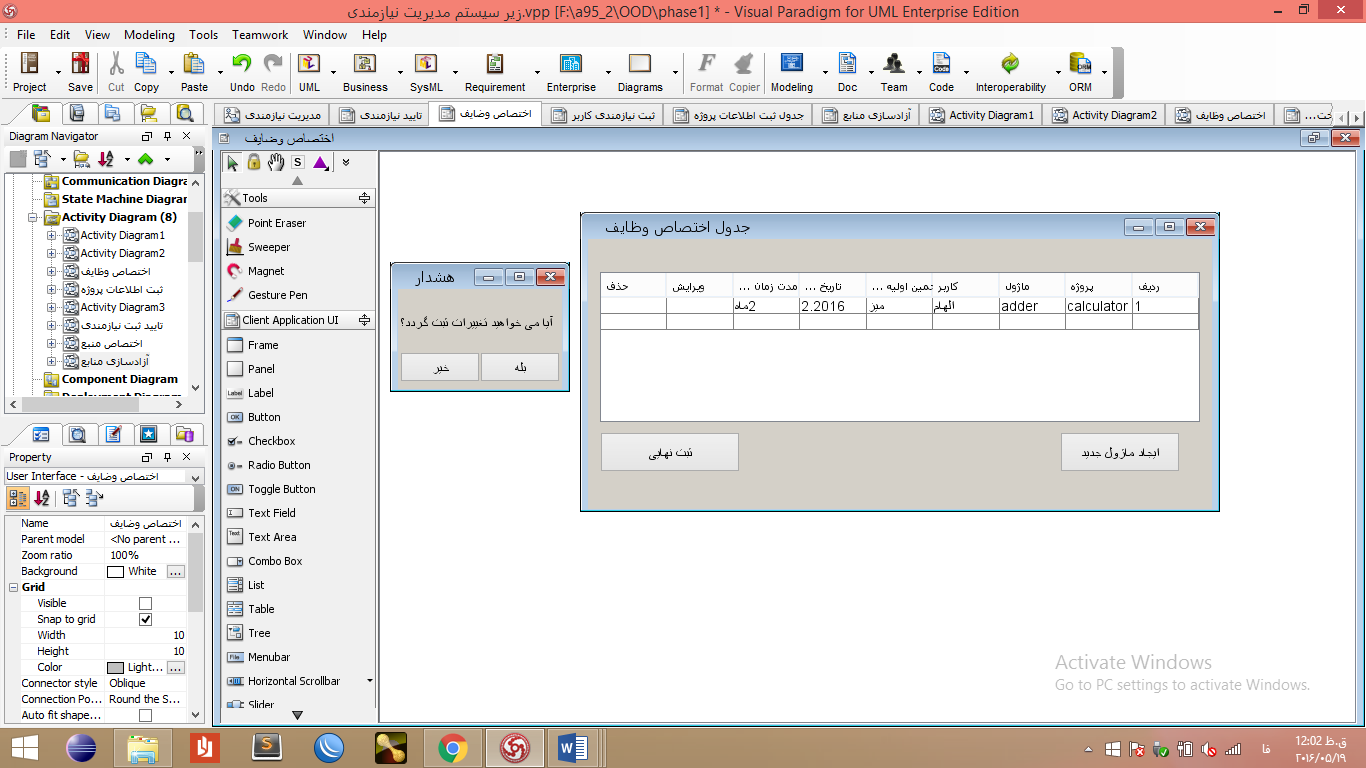 زیر سیستم مدیریت نیازمندی.vpp [F:\a95_2\OOD\phase1] * - Visual Paradigm for UML Enterprise Edition
File Edit View Modeling Tools Teamwork Window Help
Project Save Cut Copy Paste Undo Redo UML Business SysML Requirement Enterprise Diagrams Format Copier Modeling Doc Team Code Interoperability ORM
مدیریت نیازمندی
تایید نیازمندی
اختصاص وضایف
ثبت نیازمندی کاربر
جدول ثبت اطلاعات پروژه
آزادسازی منابع
Activity Diagram1
Activity Diagram2
اختصاص وظایف
Diagram Navigator
Communication Diagra
State Machine Diagrar
Activity Diagram (8)
Activity Diagram1
Activity Diagram2
اختصاص وظایف
ثبت اطلاعات پروژه
Activity Diagram3
تایید ثبت نیازمندی
اختصاص منبع
آزادسازی منابع
Component Diagram
Property
User Interface - اختصاص وضایف
Name اختصاص وضایف
Parent model <No parent ...
Zoom ratio 100%
Background White ...
Grid
Visible
Snap to grid
Width 10
Height 10
Color Light... ...
Connector style Oblique
Connection Po... Round the S...
Auto fit shape...
اختصاص وضایف
S
Tools
Point Eraser
Sweeper
Magnet
Gesture Pen
Client Application UI
Frame
Panel
Label Label
OK Button
Checkbox
Radio Button
ON Toggle Button
Text Field
Text Text Area
Combo Box
List
Table
Tree
File Menubar
Horizontal Scrollbar
Slider
هشدار
آیا می خواهید تغییرات ثبت گردد؟
بله
خیر
جدول اختصاص وظایف
ردیف پروژه ماژول کاربر تخمین اولیه ... تاریخ ... مدت زمان ... ویرایش حذف
1 calculator adder الهام میز 2.2016 2ماه
ایجاد ماژول جدید
ثبت نهایی
Activate Windows
Go to PC settings to activate Windows.
فا
ق.ظ 12:02
۲۰۱۶/۰۵/۱۹